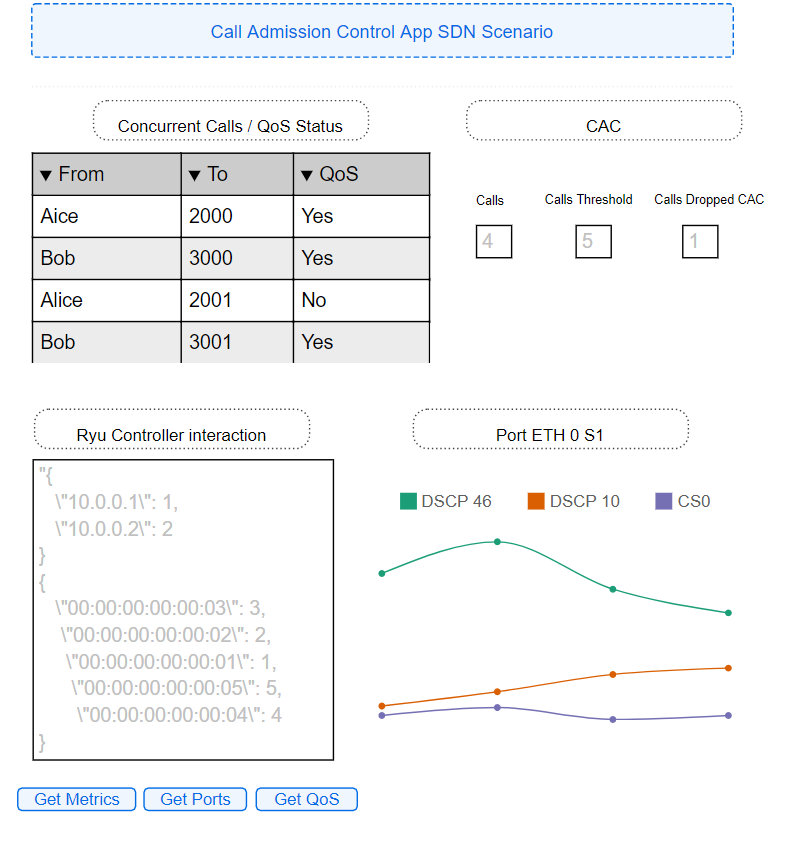 Call Admission Control App SDN Scenario
Concurrent Calls / QoS Status
CAC
▼ From ▼ To ▼ QoS
Aice 2000 Yes
Bob 3000 Yes
Alice 2001 No
Bob 3001 Yes
Calls Calls Threshold Calls Dropped CAC
4 5 1
Ryu Controller interaction
"{
\"10.0.0.1\": 1,
\"10.0.0.2\": 2
}
{
\"00:00:00:00:00:03\": 3,
\"00:00:00:00:00:02\": 2,
\"00:00:00:00:00:01\": 1,
\"00:00:00:00:00:05\": 5,
\"00:00:00:00:00:04\": 4
}
Port ETH 0 S1
DSCP 46 DSCP 10 CS0
Get Metrics Get Ports Get QoS